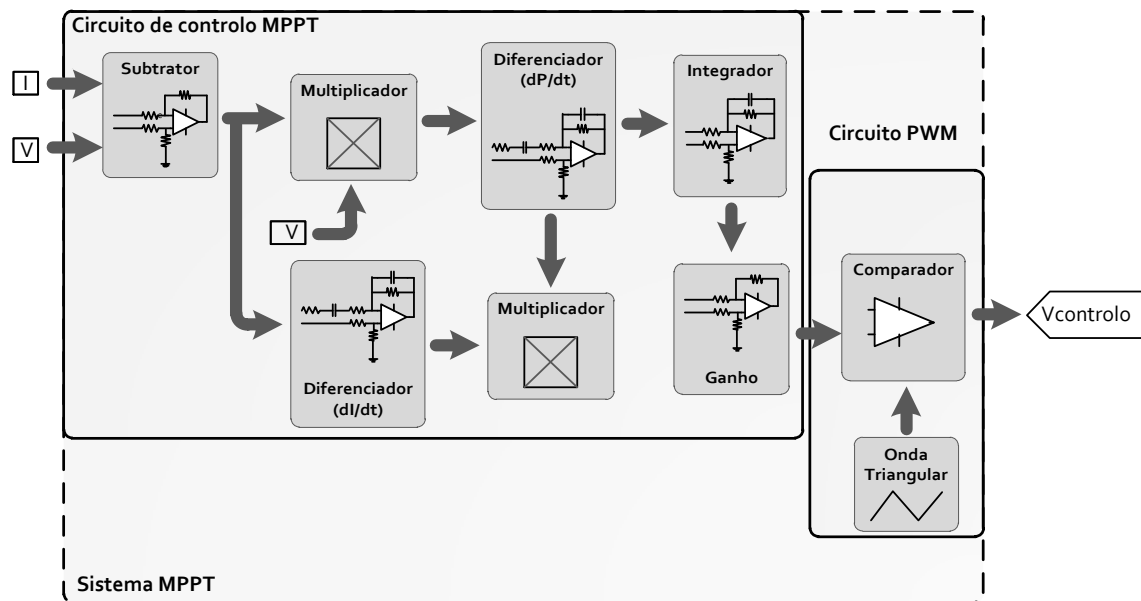 Circuito de controlo MPPT
I
V
Subtrator
Multiplicador
V
Diferenciador
(dP/dt)
Integrador
Diferenciador
(dI/dt)
Multiplicador
Ganho
Circuito PWM
Comparador
Onda
Triangular
Vcontrolo
Sistema MPPT